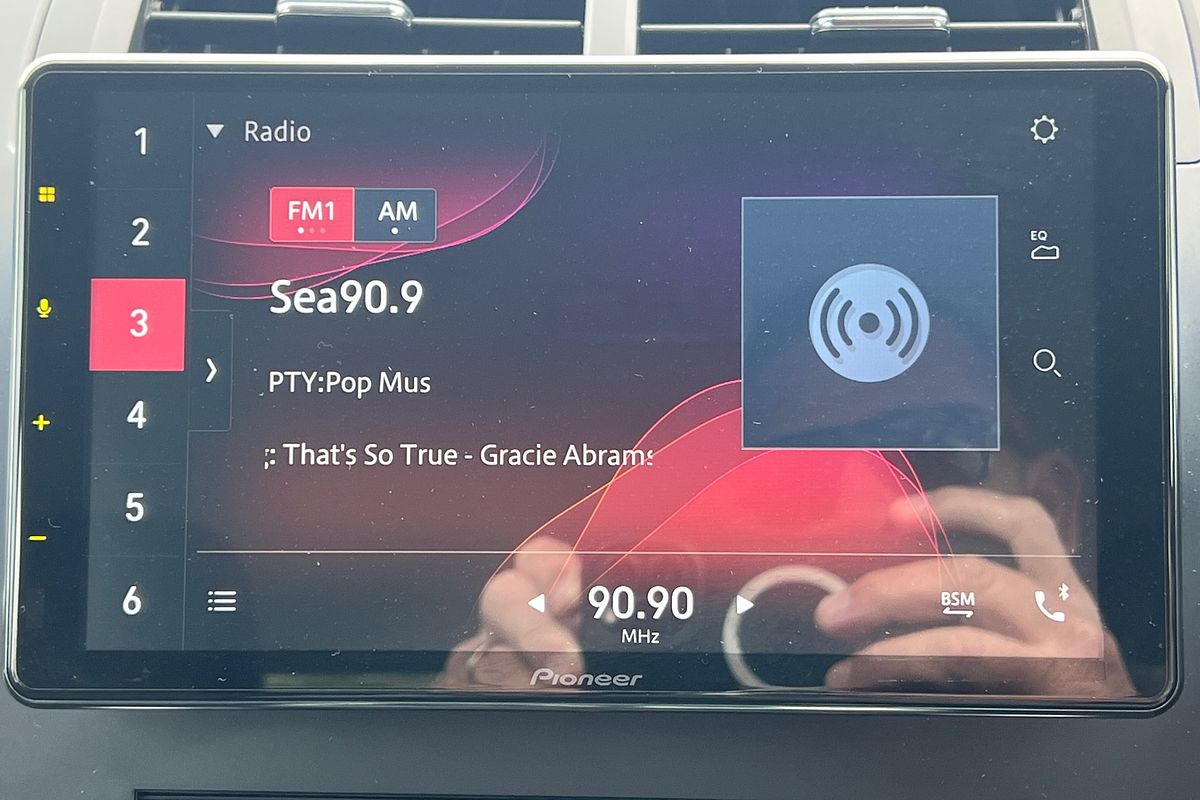 1
2
3
4
5
6
Radio
FM1 AM
Sea90.9
PTY:Pop Mus
: That's So True - Gracie Abrams
90.90
MHz
EQ
BSM
Pioneer